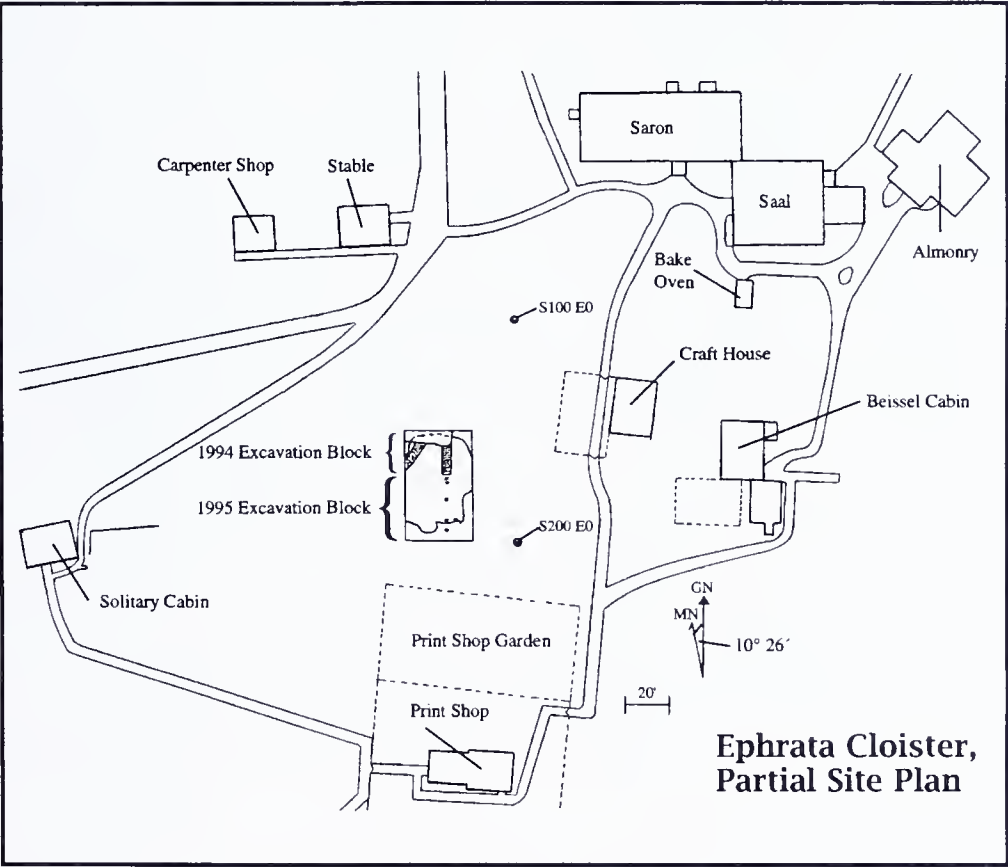 Saron
Carpenter Shop
Stable
Saal
Almonry
Bake
Oven
S100 E0
Craft House
Beissel Cabin
1994 Excavation Block
1995 Excavation Block
S200 E0
Solitary Cabin
GN
MN
10° 26′
Print Shop Garden
20'
Print Shop
Ephrata Cloister,
Partial Site Plan